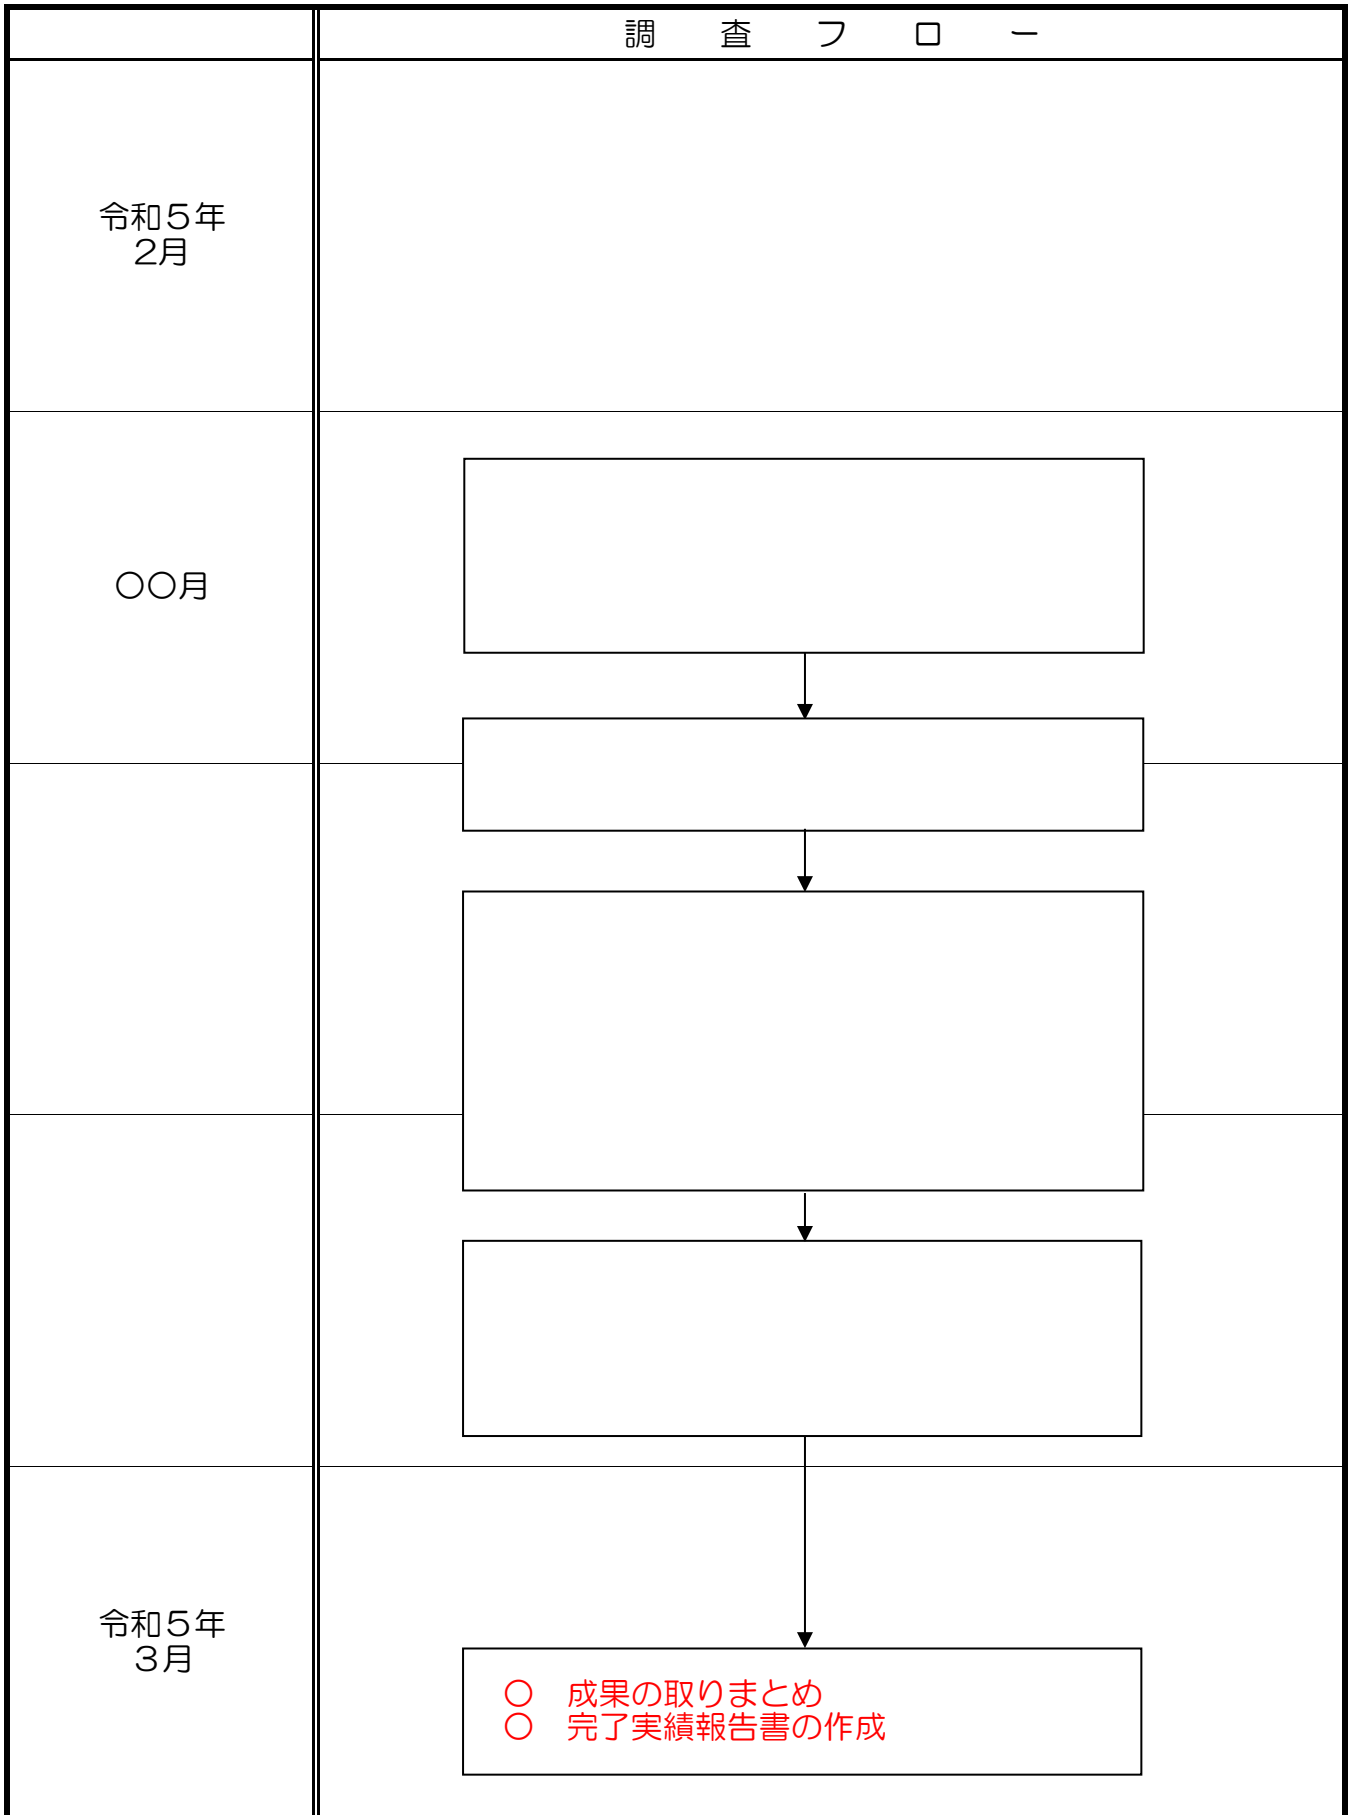 調　査　フ　ロ　ー
令和５年
２月
〇〇月
令和５年
３月
〇　成果の取りまとめ
〇　完了実績報告書の作成